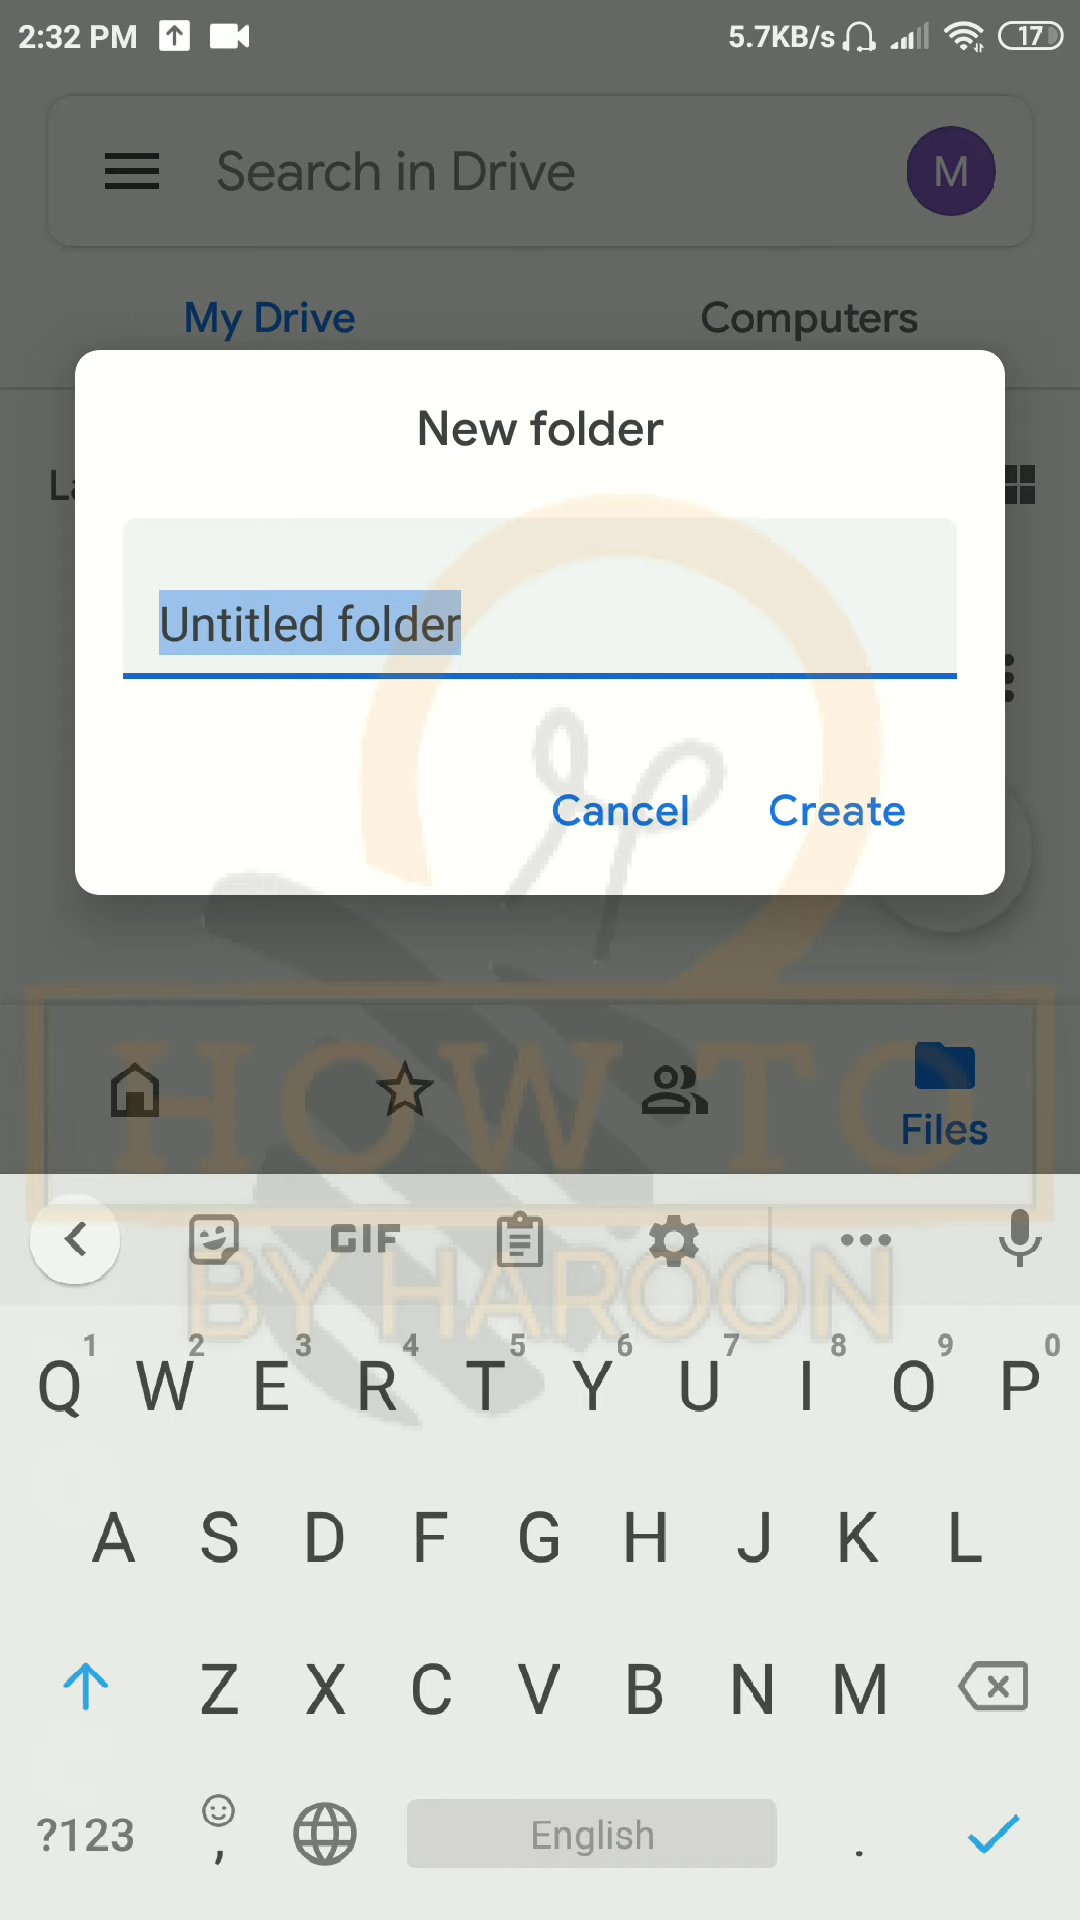 2:32 PM 5.7KB/s 17
Search in Drive M
My Drive Computers
New folder
Untitled folder
Cancel Create
HOW TO
Files
GIF
BY HAROON
1 2 3 4 5 6 7 8 9 0
Q W E R T Y U I O P
A S D F G H J K L
Z X C V B N M
?123 , English .